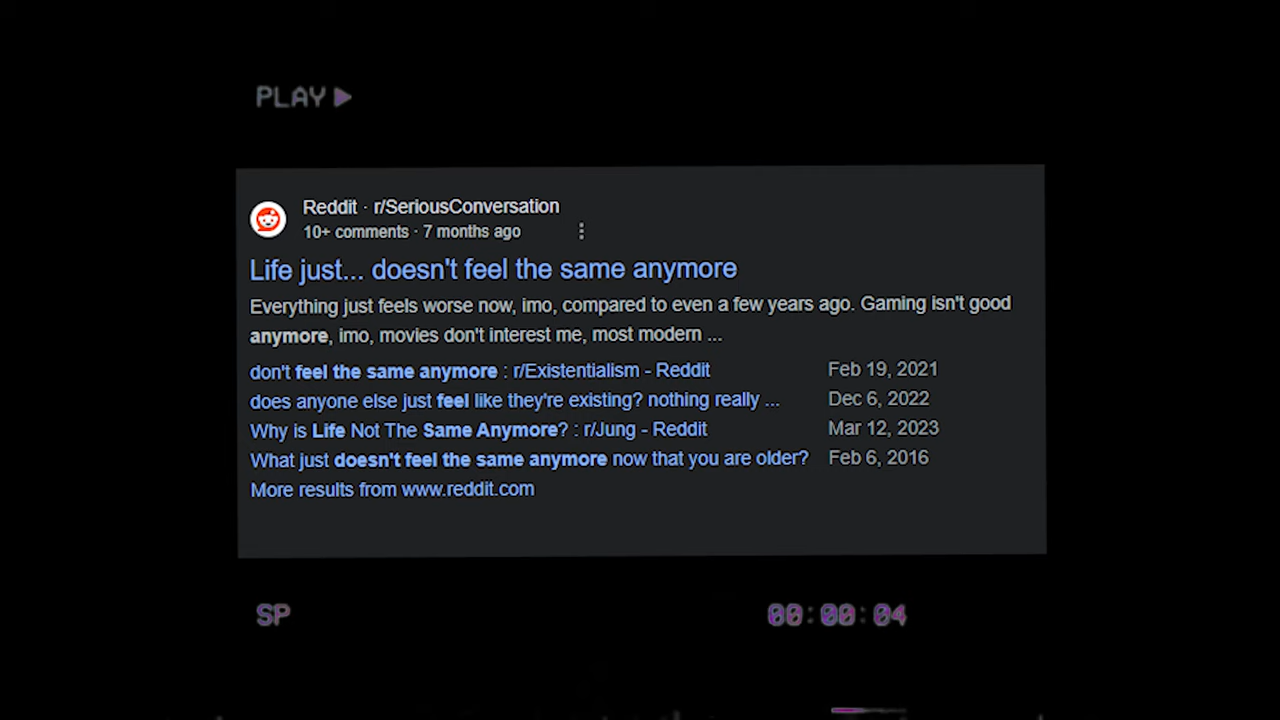 PLAY
Reddit · r/SeriousConversation
10+ comments · 7 months ago
Life just... doesn't feel the same anymore
Everything just feels worse now, imo, compared to even a few years ago. Gaming isn't good
anymore, imo, movies don't interest me, most modern ...
don't feel the same anymore : r/Existentialism - Reddit Feb 19, 2021
does anyone else just feel like they're existing? nothing really ... Dec 6, 2022
Why is Life Not The Same Anymore? : r/Jung - Reddit Mar 12, 2023
What just doesn't feel the same anymore now that you are older? Feb 6, 2016
More results from www.reddit.com
SP 00:00:04